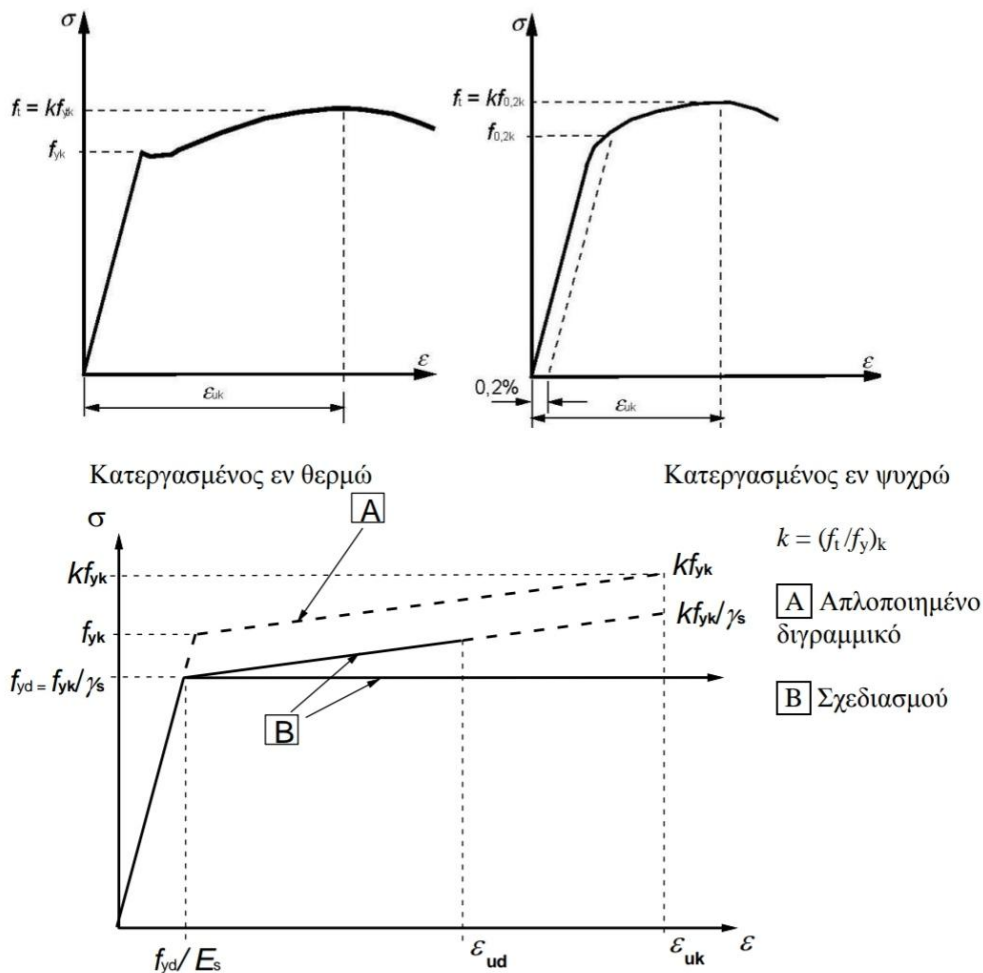 σ
f_t = kf_yk
f_yk
ε
ε_uk
σ
f_t = kf_0,2k
f_0,2k
ε
0,2%
ε_uk
Κατεργασμένος εν θερμώ
Κατεργασμένος εν ψυχρώ
σ
A
kf_yk
kf_yk
f_yk
kf_yk/γ_s
f_yd = f_yk/γ_s
B
f_yd/ E_s
ε_ud
ε_uk
ε
k = (f_t /f_y)_k
A Απλοποιημένο
διγραμμικό
B Σχεδιασμού